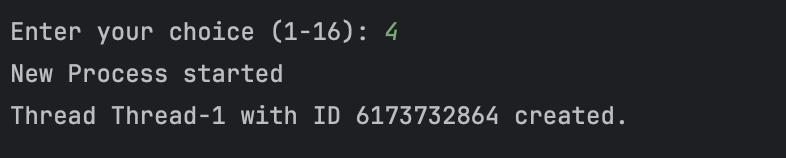 Enter your choice (1-16): 4
New Process started
Thread Thread-1 with ID 6173732864 created.